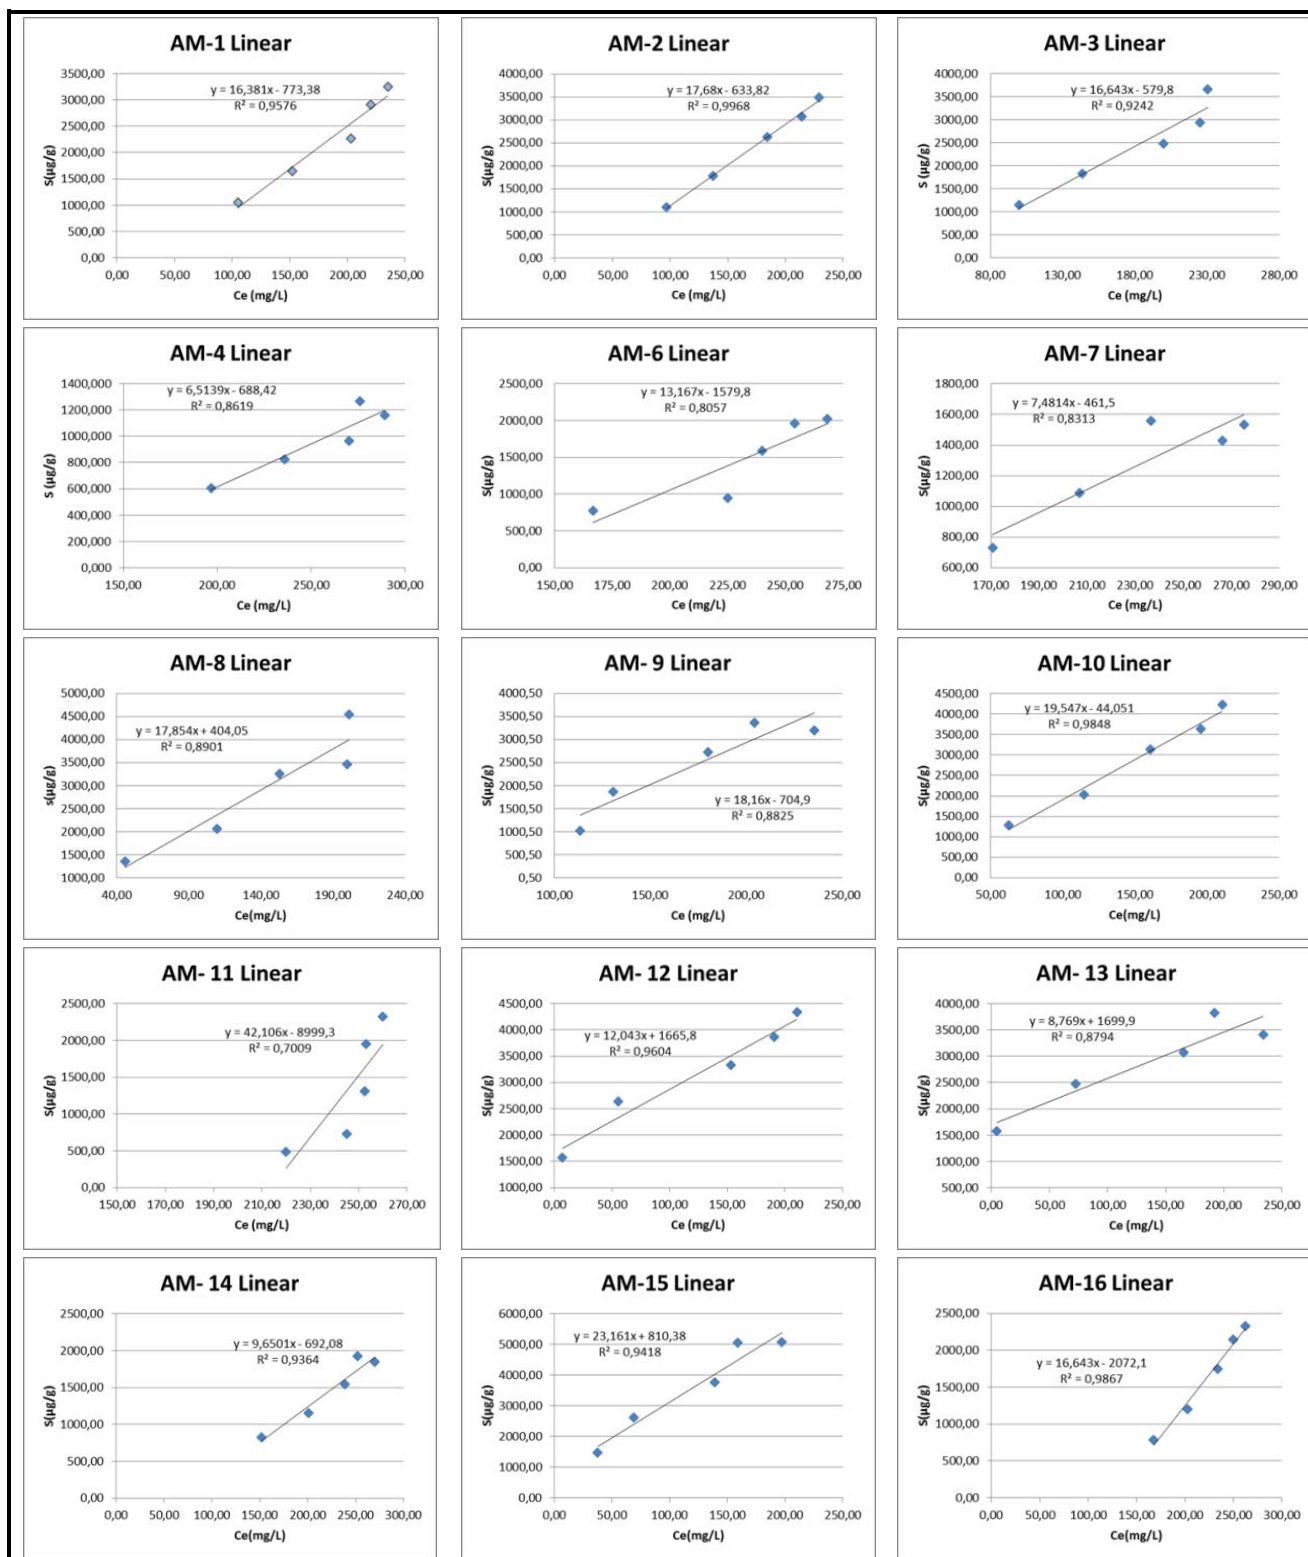 AM-1 Linear
y = 16,381x - 773,38
R² = 0,9576
3500,00
3000,00
2500,00
2000,00
1500,00
1000,00
500,00
0,00
S(µg/g)
0,00 50,00 100,00 150,00 200,00 250,00
Ce (mg/L)
AM-2 Linear
y = 17,68x - 633,82
R² = 0,9968
4000,00
3500,00
3000,00
2500,00
2000,00
1500,00
1000,00
500,00
0,00
S(µg/g)
0,00 50,00 100,00 150,00 200,00 250,00
Ce (mg/L)
AM-3 Linear
y = 16,643x - 579,8
R² = 0,9242
4000,00
3500,00
3000,00
2500,00
2000,00
1500,00
1000,00
500,00
0,00
S (µg/g)
80,00 130,00 180,00 230,00 280,00
Ce (mg/L)
AM-4 Linear
y = 6,5139x - 688,42
R² = 0,8619
1400,000
1200,000
1000,000
800,000
600,000
400,000
200,000
0,000
S (µg/g)
150,00 200,00 250,00 300,00
Ce (mg/L)
AM-6 Linear
y = 13,167x - 1579,8
R² = 0,8057
2500,00
2000,00
1500,00
1000,00
500,00
0,00
S(µg/g)
150,00 175,00 200,00 225,00 250,00 275,00
Ce (mg/L)
AM-7 Linear
y = 7,4814x - 461,5
R² = 0,8313
1800,00
1600,00
1400,00
1200,00
1000,00
800,00
600,00
S(µg/g)
170,00 190,00 210,00 230,00 250,00 270,00 290,00
Ce (mg/L)
AM-8 Linear
y = 17,854x + 404,05
R² = 0,8901
5000,00
4500,00
4000,00
3500,00
3000,00
2500,00
2000,00
1500,00
1000,00
s(µg/g)
40,00 90,00 140,00 190,00 240,00
Ce(mg/L)
AM- 9 Linear
y = 18,16x - 704,9
R² = 0,8825
4000,50
3500,50
3000,50
2500,50
2000,50
1500,50
1000,50
500,50
0,50
S(µg/g)
100,00 150,00 200,00 250,00
Ce(mg/L)
AM-10 Linear
y = 19,547x - 44,051
R² = 0,9848
4500,00
4000,00
3500,00
3000,00
2500,00
2000,00
1500,00
1000,00
500,00
0,00
S(µg/g)
50,00 100,00 150,00 200,00 250,00
Ce(mg/L)
AM- 11 Linear
y = 42,106x - 8999,3
R² = 0,7009
2500,00
2000,00
1500,00
1000,00
500,00
0,00
S(µg/g)
150,00 170,00 190,00 210,00 230,00 250,00 270,00
Ce (mg/L)
AM- 12 Linear
y = 12,043x + 1665,8
R² = 0,9604
4500,00
4000,00
3500,00
3000,00
2500,00
2000,00
1500,00
1000,00
S(µg/g)
0,00 50,00 100,00 150,00 200,00 250,00
Ce (mg/L)
AM- 13 Linear
y = 8,769x + 1699,9
R² = 0,8794
4000,00
3500,00
3000,00
2500,00
2000,00
1500,00
1000,00
500,00
S(µg/g)
0,00 50,00 100,00 150,00 200,00 250,00
Ce (mg/L)
AM- 14 Linear
y = 9,6501x - 692,08
R² = 0,9364
2500,00
2000,00
1500,00
1000,00
500,00
0,00
S(µg/g)
0,00 50,00 100,00 150,00 200,00 250,00 300,00
Ce(mg/L)
AM-15 Linear
y = 23,161x + 810,38
R² = 0,9418
6000,00
5000,00
4000,00
3000,00
2000,00
1000,00
0,00
S(µg/g)
0,00 50,00 100,00 150,00 200,00 250,00
Ce(mg/L)
AM-16 Linear
y = 16,643x - 2072,1
R² = 0,9867
2500,00
2000,00
1500,00
1000,00
500,00
0,00
S(µg/g)
0,00 50,00 100,00 150,00 200,00 250,00 300,00
Ce(mg/L)